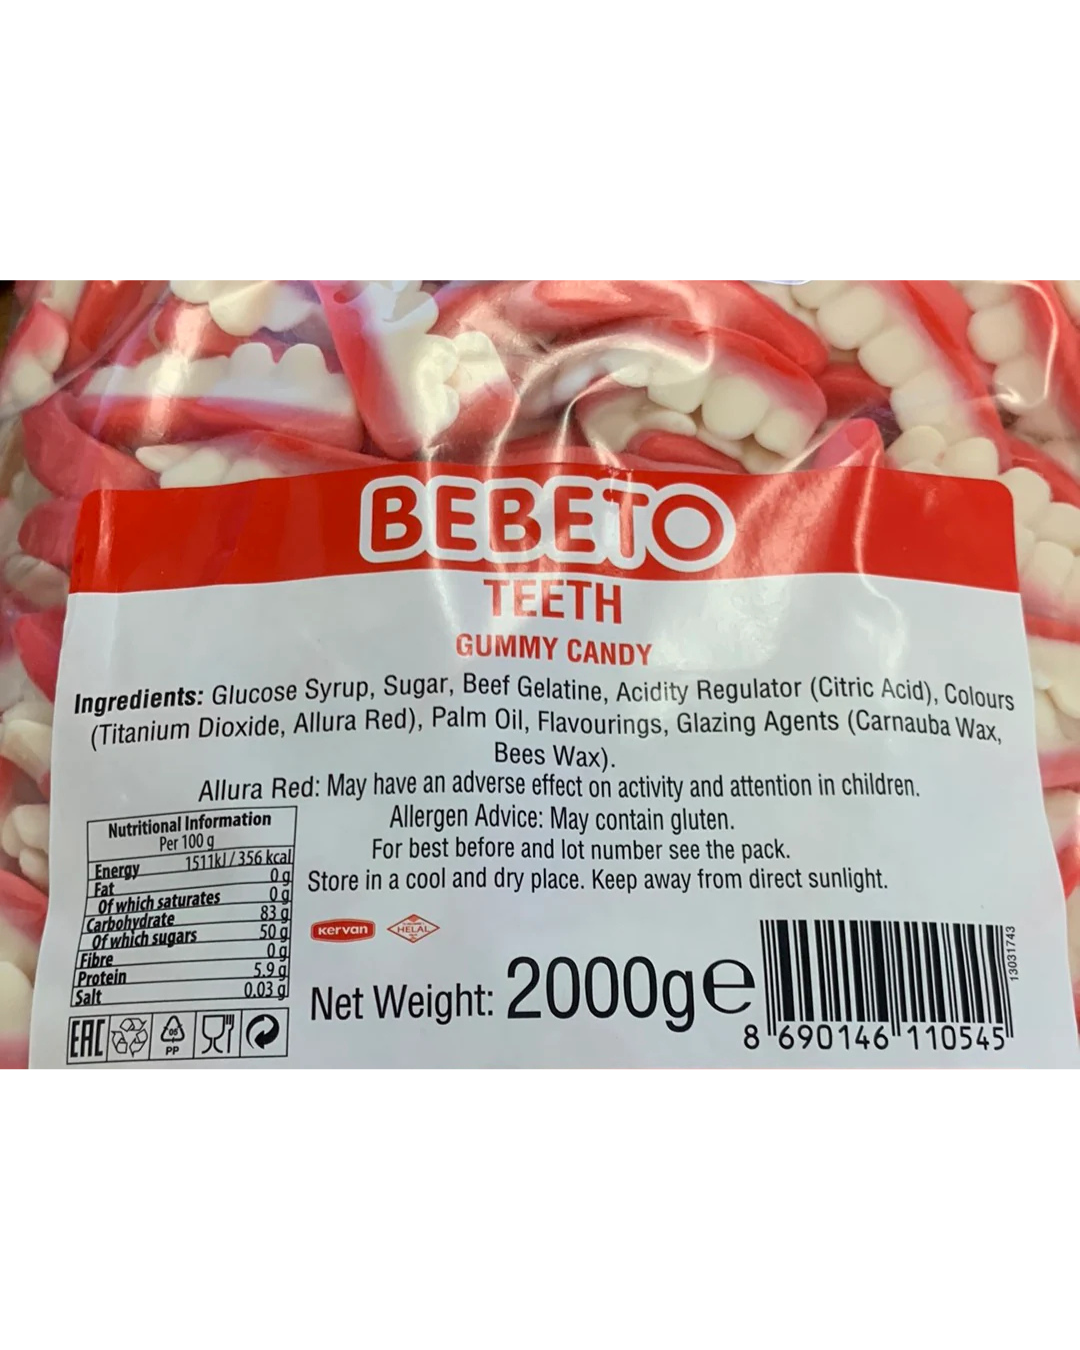 BEBETO
TEETH
GUMMY CANDY
Ingredients: Glucose Syrup, Sugar, Beef Gelatine, Acidity Regulator (Citric Acid), Colours
(Titanium Dioxide, Allura Red), Palm Oil, Flavourings, Glazing Agents (Carnauba Wax,
Bees Wax).
Allura Red: May have an adverse effect on activity and attention in children.
Allergen Advice: May contain gluten.
For best before and lot number see the pack.
Store in a cool and dry place. Keep away from direct sunlight.
Nutritional Information
Per 100 g
Energy 1511kJ / 356 kcal
Fat 0 g
Of which saturates 0 g
Carbohydrate 83 g
Of which sugars 50 g
Fibre 0 g
Protein 5.9 g
Salt 0.03 g
EAC
05
PP
kervan
HELAL
Net Weight: 2000g e
8 690146 110545
13031743